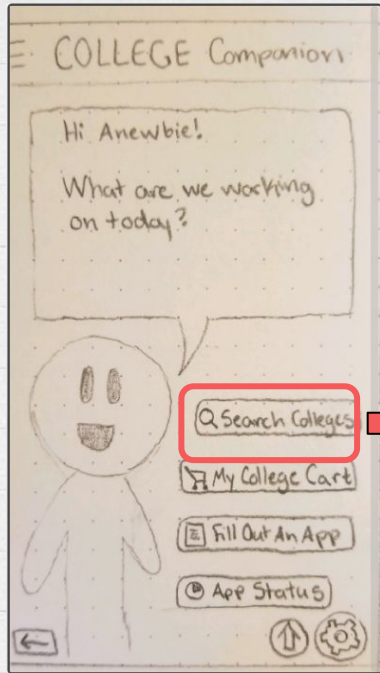 COLLEGE Companion
Hi Anewbie!
What are we working
on today?
Search Colleges
My College Cart
Fill Out An App
App Status